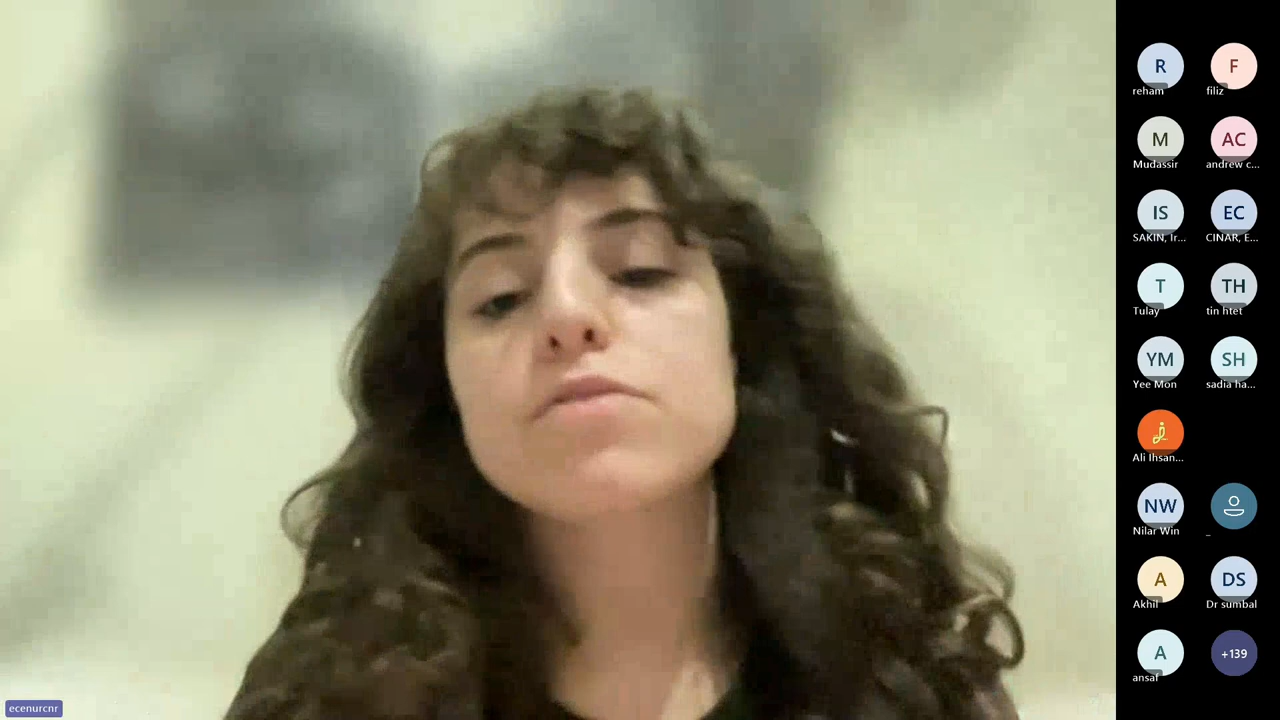 R
F
reham
filiz
M
AC
Mudassir
andrew c...
IS
EC
SAKIN, Ir...
CINAR, E...
T
TH
Tulay
tin htet
YM
SH
Yee Mon
sadia ha...
Ali Ihsan...
NW
Nilar Win
_
A
DS
Akhil
Dr sumbal
A
+139
ansaf
ecenurcnr